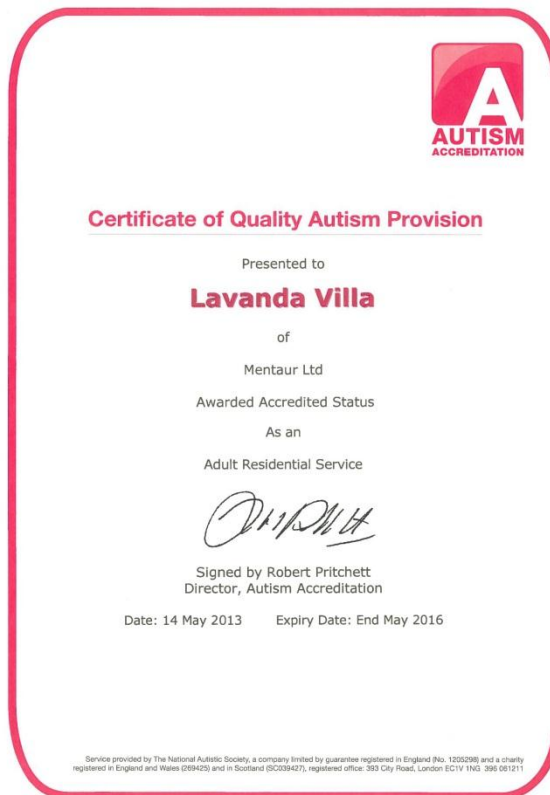 A
AUTISM
ACCREDITATION
Certificate of Quality Autism Provision
Presented to
Lavanda Villa
of
Mentaur Ltd
Awarded Accredited Status
As an
Adult Residential Service
Signed by Robert Pritchett
Director, Autism Accreditation
Date: 14 May 2013 Expiry Date: End May 2016
Service provided by The National Autistic Society, a company limited by guarantee registered in England (No. 1205298) and a charity
registered in England and Wales (269425) and in Scotland (SC039427), registered office: 393 City Road, London EC1V 1NG 396 061211